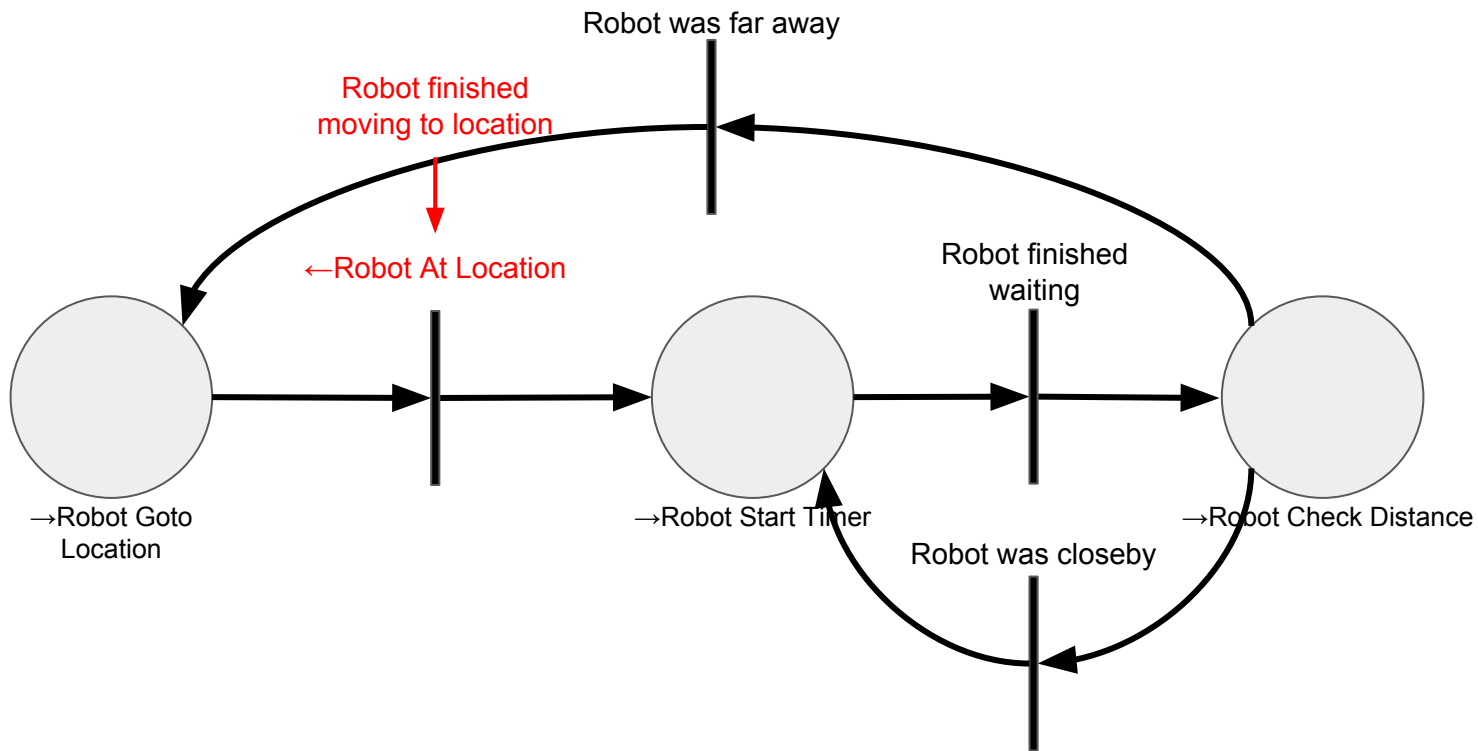 Robot was far away
Robot finished
moving to location
←Robot At Location
Robot finished
waiting
→Robot Goto
Location
→Robot Start Timer
→Robot Check Distance
Robot was closeby